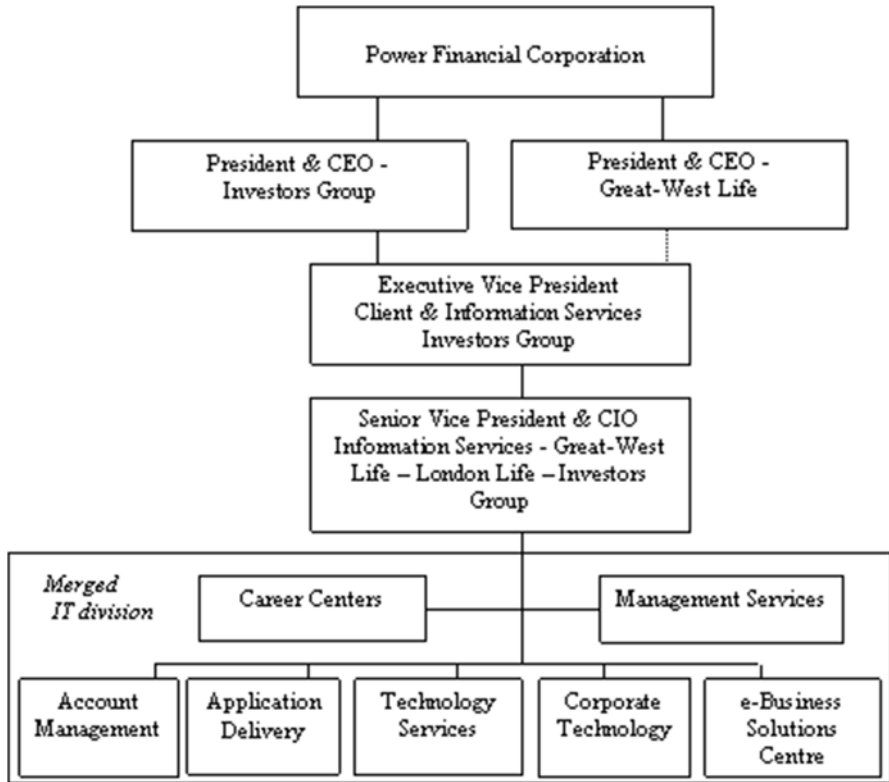 Power Financial Corporation
President & CEO -
Investors Group
President & CEO -
Great-West Life
Executive Vice President
Client & Information Services
Investors Group
Senior Vice President & CIO
Information Services - Great-West
Life – London Life – Investors
Group
Merged
IT division
Career Centers
Management Services
Account
Management
Application
Delivery
Technology
Services
Corporate
Technology
e-Business
Solutions
Centre